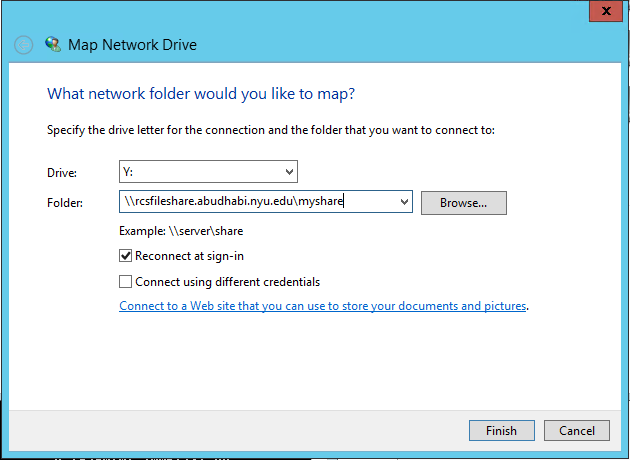 Map Network Drive
What network folder would you like to map?
Specify the drive letter for the connection and the folder that you want to connect to:
Drive: Y:
Folder: \\rcsfileshare.abudhabi.nyu.edu\myshare Browse...
Example: \\server\share
Reconnect at sign-in
Connect using different credentials
Connect to a Web site that you can use to store your documents and pictures.
Finish Cancel